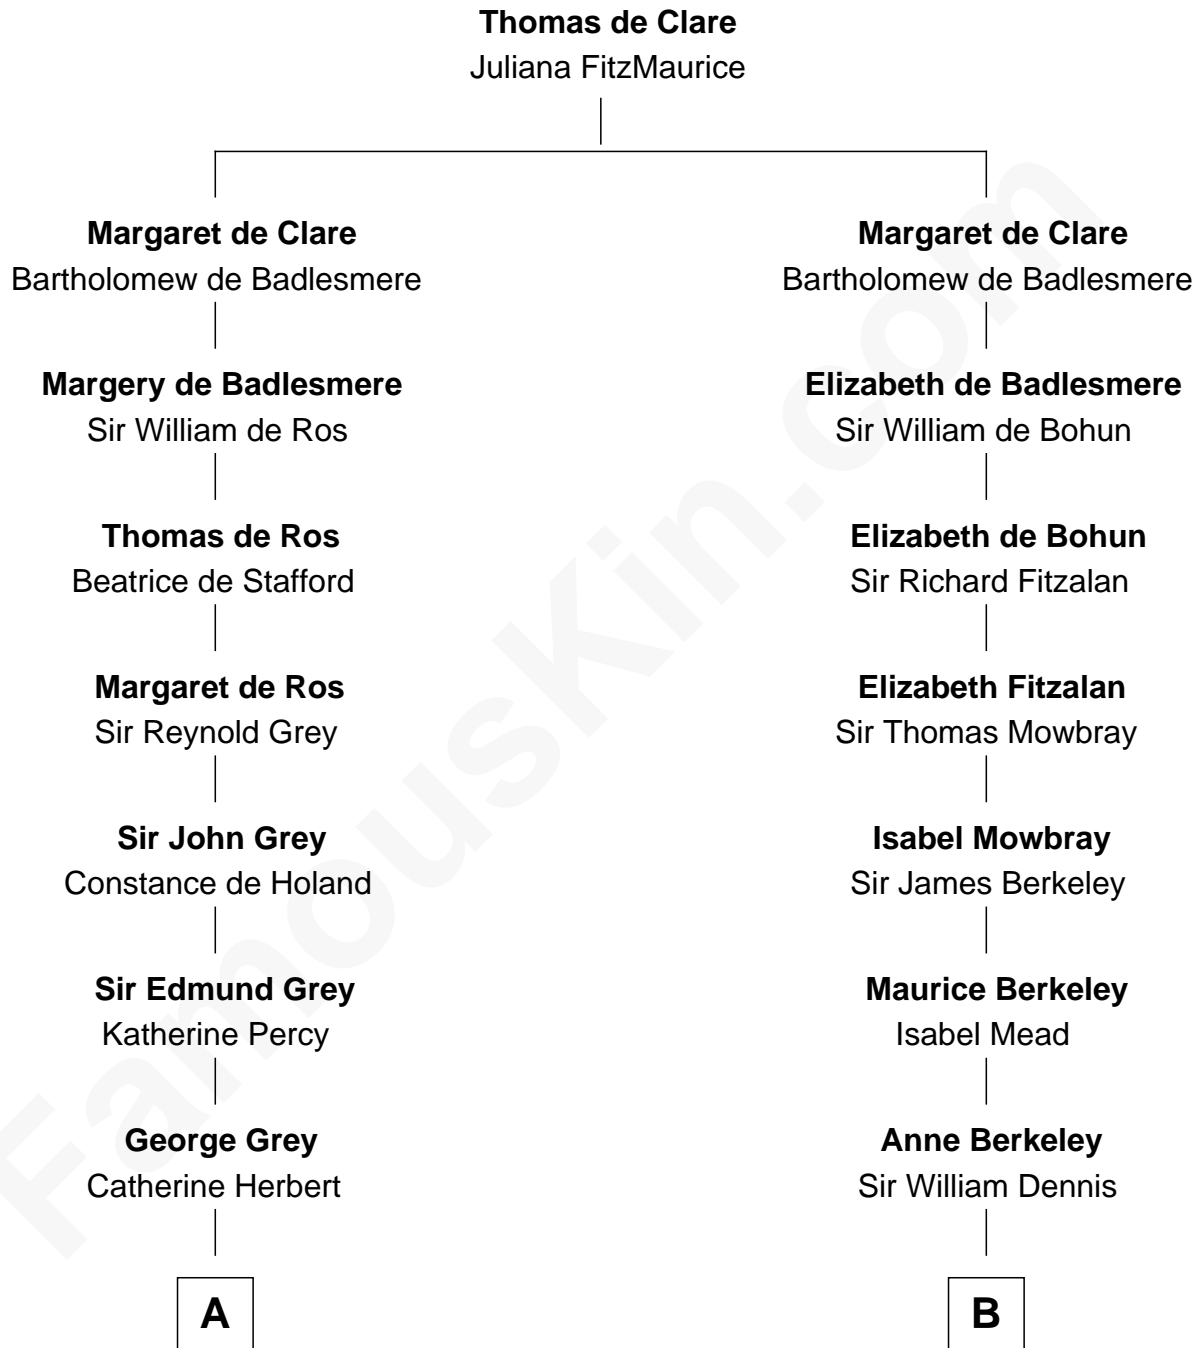 Thomas de Clare
Juliana FitzMaurice
Margaret de Clare
Bartholomew de Badlesmere
Margaret de Clare
Bartholomew de Badlesmere
Margery de Badlesmere
Sir William de Ros
Elizabeth de Badlesmere
Sir William de Bohun
Thomas de Ros
Beatrice de Stafford
Elizabeth de Bohun
Sir Richard Fitzalan
Margaret de Ros
Sir Reynold Grey
Elizabeth Fitzalan
Sir Thomas Mowbray
Sir John Grey
Constance de Holand
Isabel Mowbray
Sir James Berkeley
Sir Edmund Grey
Katherine Percy
Maurice Berkeley
Isabel Mead
George Grey
Catherine Herbert
Anne Berkeley
Sir William Dennis
A
B
FamousKin.com